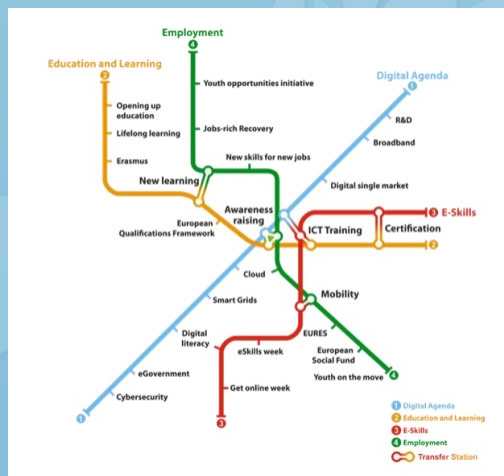 Employment
4
Education and Learning
2
Digital Agenda
1
Youth opportunities initiative
Opening up
education
R&D
Jobs-rich Recovery
Lifelong learning
Broadband
New skills for new jobs
Erasmus
New learning
Digital single market
Awareness
raising
3 E-Skills
European
Qualifications Framework
ICT Training
Certification
2
Cloud
Mobility
Smart Grids
Digital
literacy
EURES
eSkills week
European
Social Fund
eGovernment
Youth on the move
4
Get online week
Cybersecurity
1
3
1 Digital Agenda
2 Education and Learning
3 E-Skills
4 Employment
Transfer Station